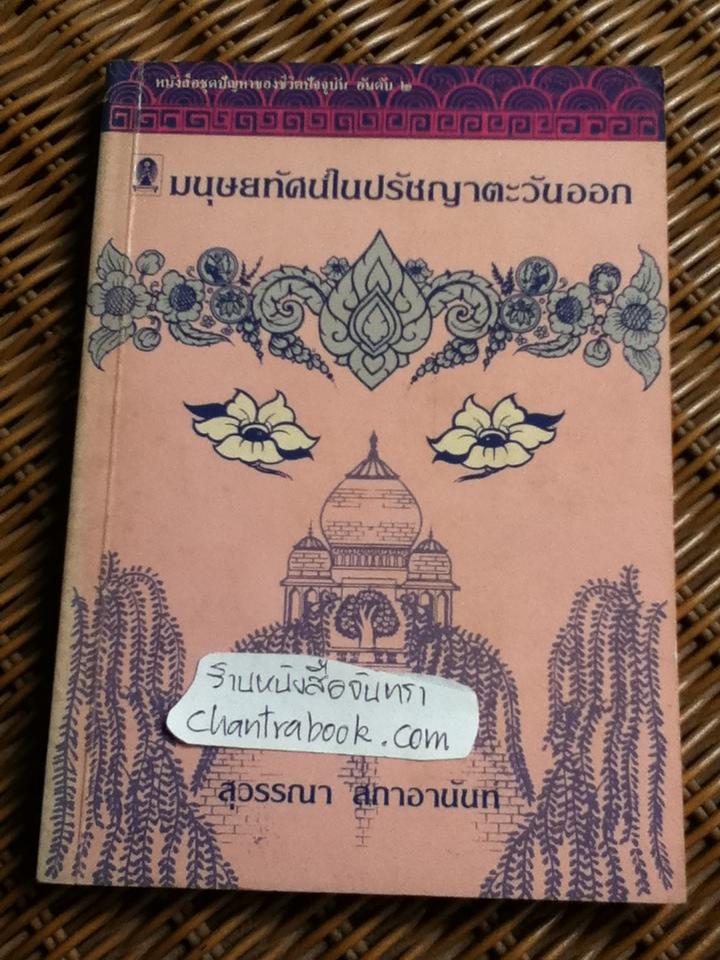 หนังสือชุดปัญหาของชีวิตปัจจุบัน อันดับ ๒
มนุษยทัศน์ในปรัชญาตะวันออก
ร้านหนังสือจันทรา
chantrabook.com
สุวรรณา สถาอานันท์